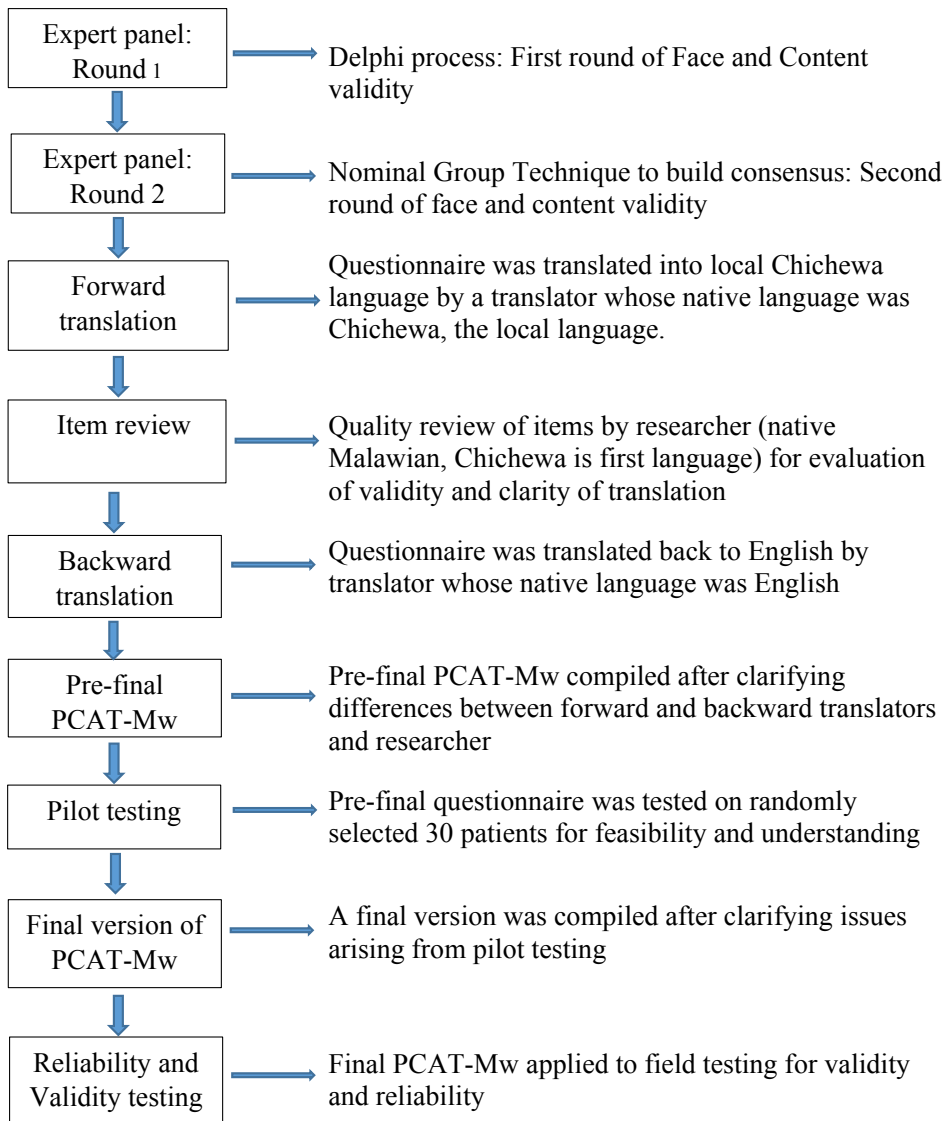 Expert panel:
Round 1
Delphi process: First round of Face and Content
validity
Expert panel:
Round 2
Nominal Group Technique to build consensus: Second
round of face and content validity
Forward
translation
Questionnaire was translated into local Chichewa
language by a translator whose native language was
Chichewa, the local language.
Item review
Quality review of items by researcher (native
Malawian, Chichewa is first language) for evaluation
of validity and clarity of translation
Backward
translation
Questionnaire was translated back to English by
translator whose native language was English
Pre-final
PCAT-Mw
Pre-final PCAT-Mw compiled after clarifying
differences between forward and backward translators
and researcher
Pilot testing
Pre-final questionnaire was tested on randomly
selected 30 patients for feasibility and understanding
Final version of
PCAT-Mw
A final version was compiled after clarifying issues
arising from pilot testing
Reliability and
Validity testing
Final PCAT-Mw applied to field testing for validity
and reliability